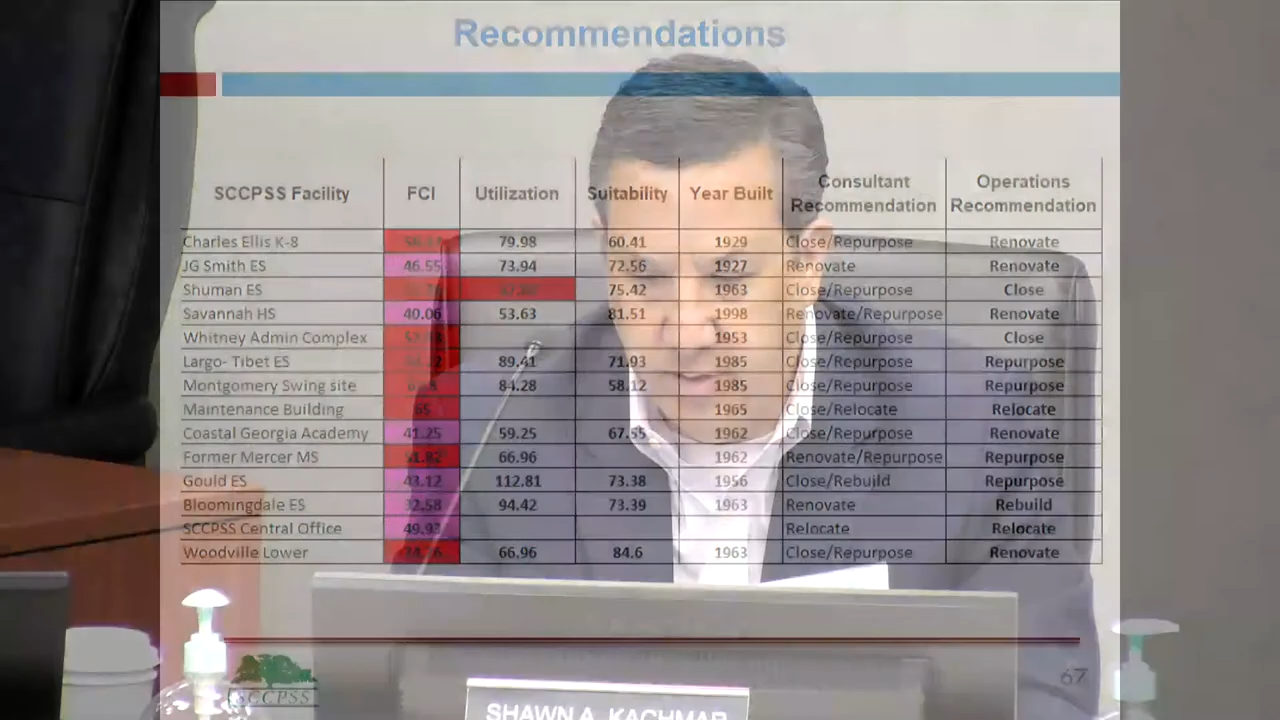 Recommendations
SCCPSS Facility FCI Utilization Suitability Year Built Consultant Recommendation Operations Recommendation
Charles Ellis K-8 79.98 60.41 1929 Close/Repurpose Renovate
JG Smith ES 46.55 73.94 72.56 1927 Renovate Renovate
Shuman ES 75.42 1963 Close/Repurpose Close
Savannah HS 40.06 53.63 81.51 1998 Renovate/Repurpose Renovate
Whitney Admin Complex 1953 Close/Repurpose Close
Largo- Tibet ES 89.41 71.93 1985 Close/Repurpose Repurpose
Montgomery Swing site 84.28 58.12 1985 Close/Repurpose Repurpose
Maintenance Building 65 1965 Close/Relocate Relocate
Coastal Georgia Academy 41.25 59.25 67.55 1962 Close/Repurpose Renovate
Former Mercer MS 66.96 1962 Renovate/Repurpose Repurpose
Gould ES 43.12 112.81 73.38 1956 Close/Rebuild Repurpose
Bloomingdale ES 32.58 94.42 73.39 1963 Renovate Rebuild
SCCPSS Central Office 49.93 Relocate Relocate
Woodville Lower 66.96 84.6 1963 Close/Repurpose Renovate
SCCPSS
67
SHAWN A. KACHMAR